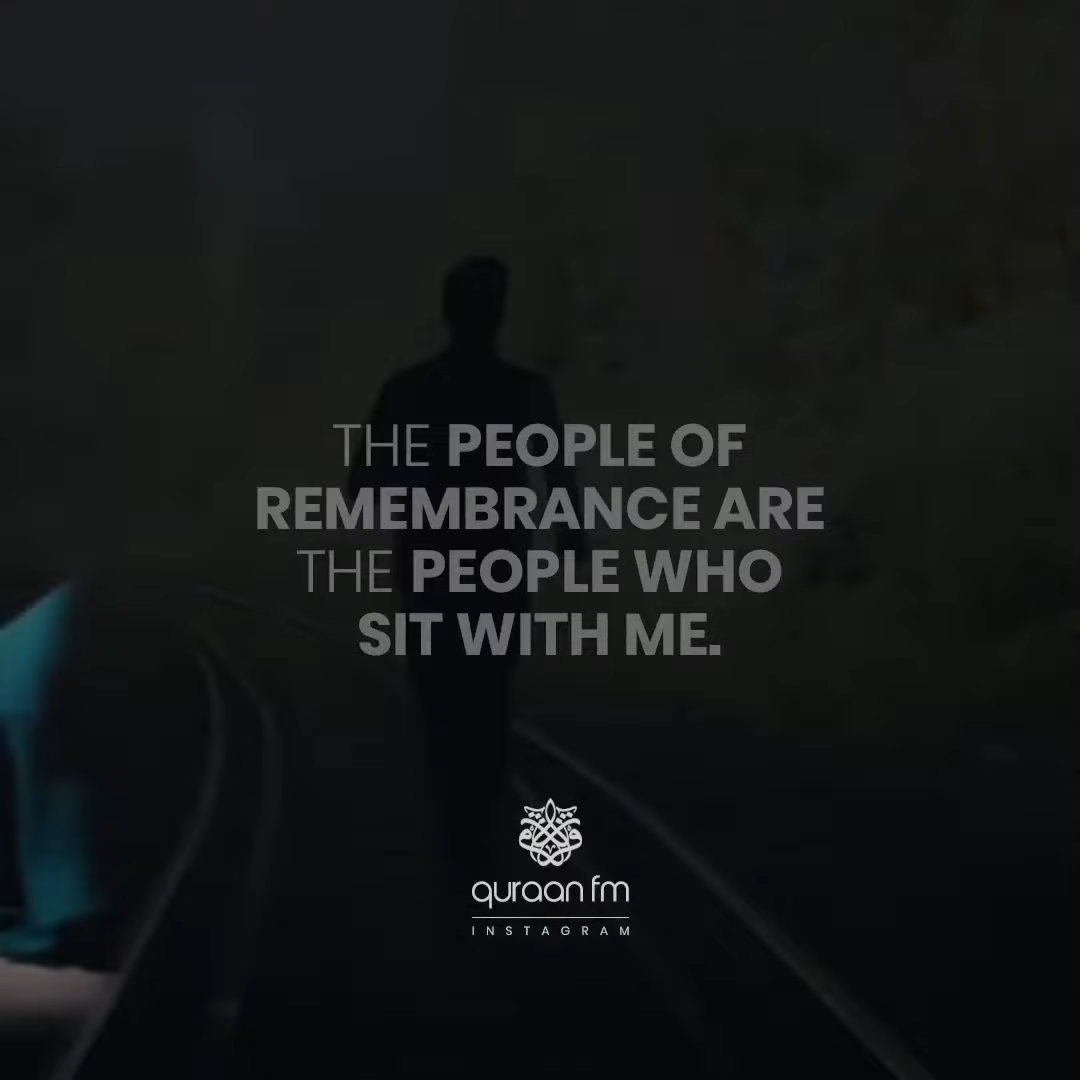 THE PEOPLE OF
REMEMBRANCE ARE
THE PEOPLE WHO
SIT WITH ME.
quraan fm
INSTAGRAM